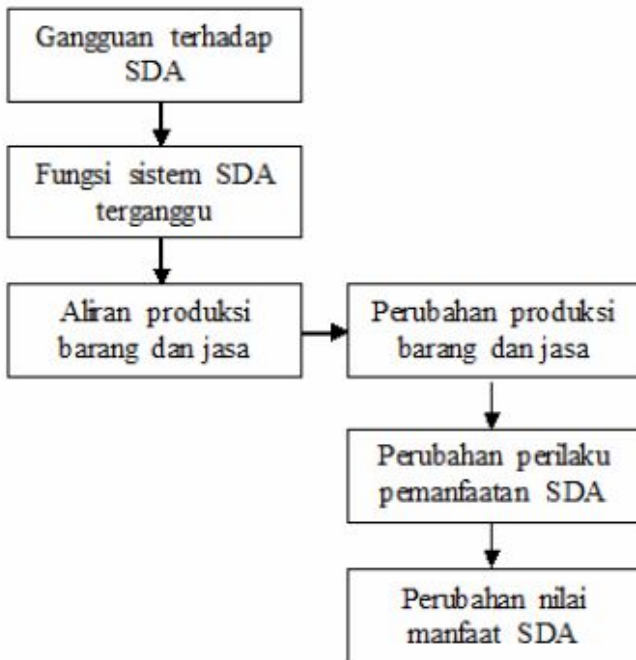 Gangguan terhadap
SDA
Fungsi sistem SDA
terganggu
Aliran produksi
barang dan jasa
Perubahan produksi
barang dan jasa
Perubahan perilaku
pemanfaatan SDA
Perubahan nilai
manfaat SDA